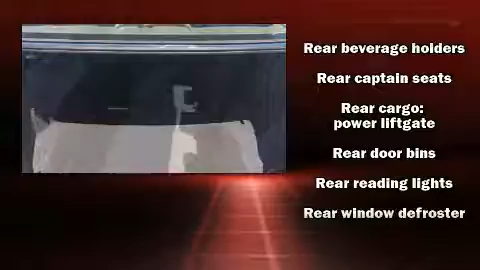 Rear beverage holders
Rear captain seats
Rear cargo:
power liftgate
Rear door bins
Rear reading lights
Rear window defroster